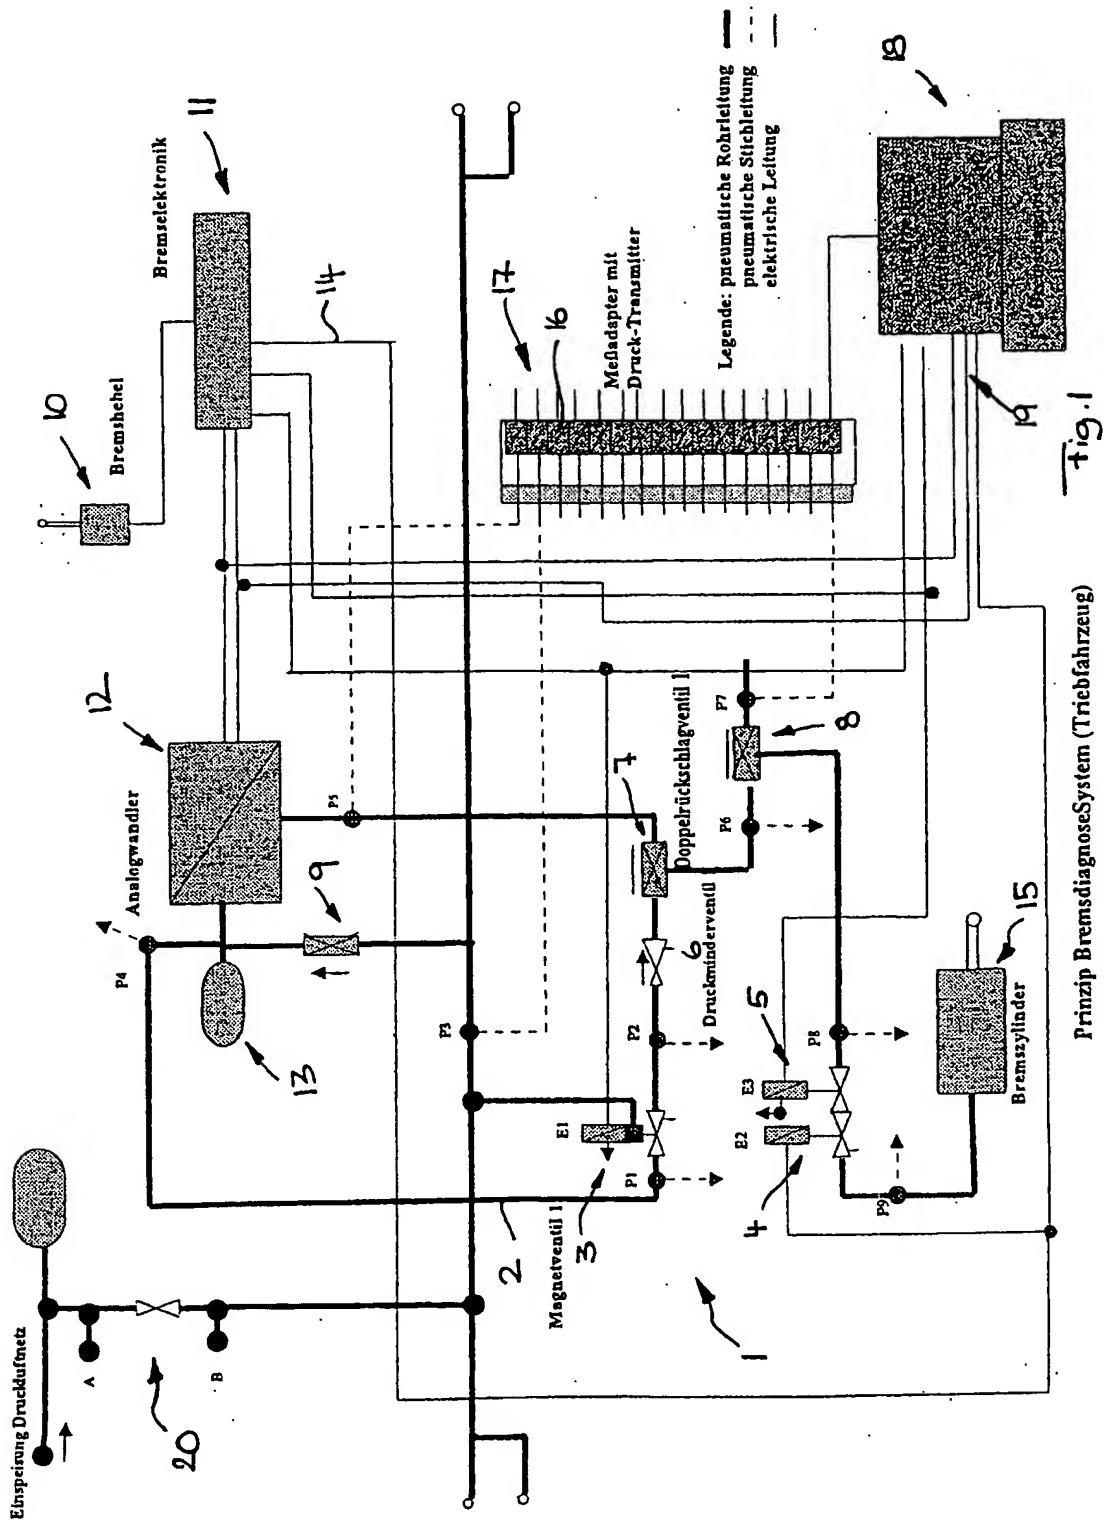 Einspeisung Druckluftnetz
A
B
20
P4
Analogwandler
12
13
9
P5
10
Bremshehel
11
Bremselektronik
14
P3
2
Magnetventil 1
3
E1
P1
P2
6
Druckminderventil
7
Doppelrückschlagventil 1
P6
P7
8
17
16
Meßadapter mit
Druck-Transmitter
Legende: pneumatische Rohrleitung
pneumatische Stichleitung
elektrische Leitung
18
19
1
4
5
E2
E3
P8
P9
15
Bremszylinder
Prinzip BremsdiagnoseSystem (Triebfahrzeug)
Fig.1